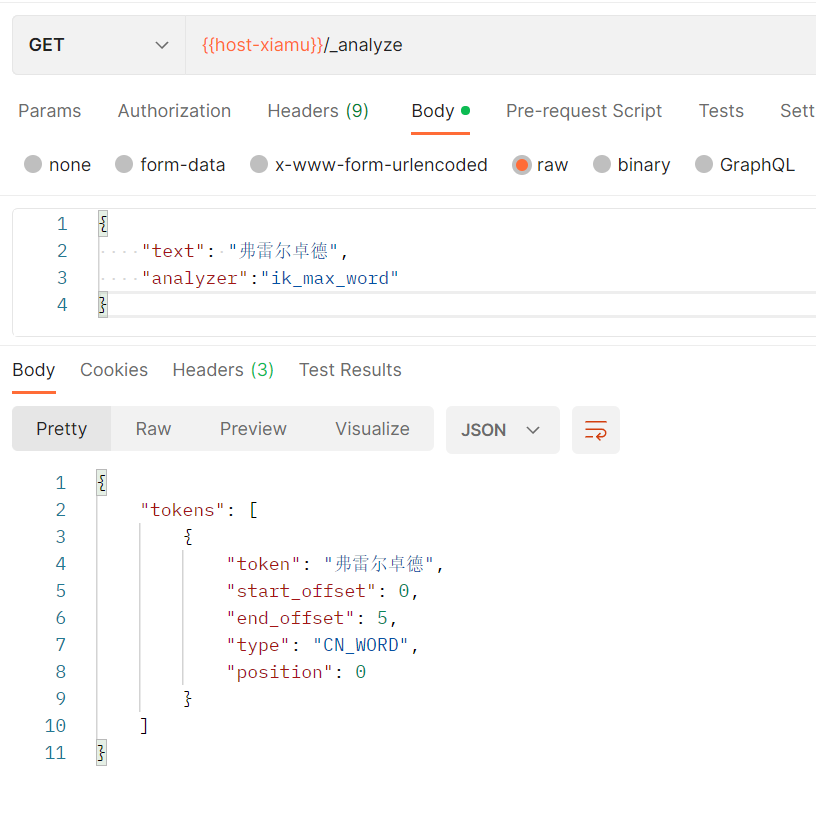 GET {{host-xiamu}}/_analyze
Params Authorization Headers (9) Body Pre-request Script Tests Sett
none form-data x-www-form-urlencoded raw binary GraphQL
1 {
2 "text": "弗雷尔卓德",
3 "analyzer":"ik_max_word"
4 }
Body Cookies Headers (3) Test Results
Pretty Raw Preview Visualize JSON
1 {
2 "tokens": [
3 {
4 "token": "弗雷尔卓德",
5 "start_offset": 0,
6 "end_offset": 5,
7 "type": "CN_WORD",
8 "position": 0
9 }
10 ]
11 }